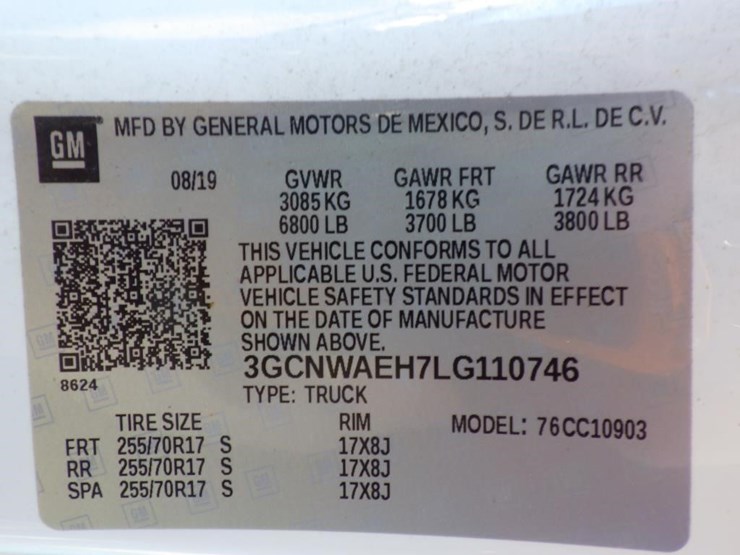 GM
MFD BY GENERAL MOTORS DE MEXICO, S. DE R.L. DE C.V.
08/19 GVWR GAWR FRT GAWR RR
3085 KG 1678 KG 1724 KG
6800 LB 3700 LB 3800 LB
THIS VEHICLE CONFORMS TO ALL
APPLICABLE U.S. FEDERAL MOTOR
VEHICLE SAFETY STANDARDS IN EFFECT
ON THE DATE OF MANUFACTURE
SHOWN ABOVE.
8624
3GCNWAEH7LG110746
TYPE: TRUCK
TIRE SIZE RIM MODEL: 76CC10903
FRT 255/70R17 S 17X8J
RR 255/70R17 S 17X8J
SPA 255/70R17 S 17X8J